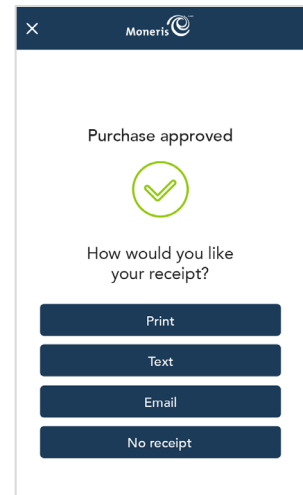 Moneris
Purchase approved
How would you like
your receipt?
Print
Text
Email
No receipt